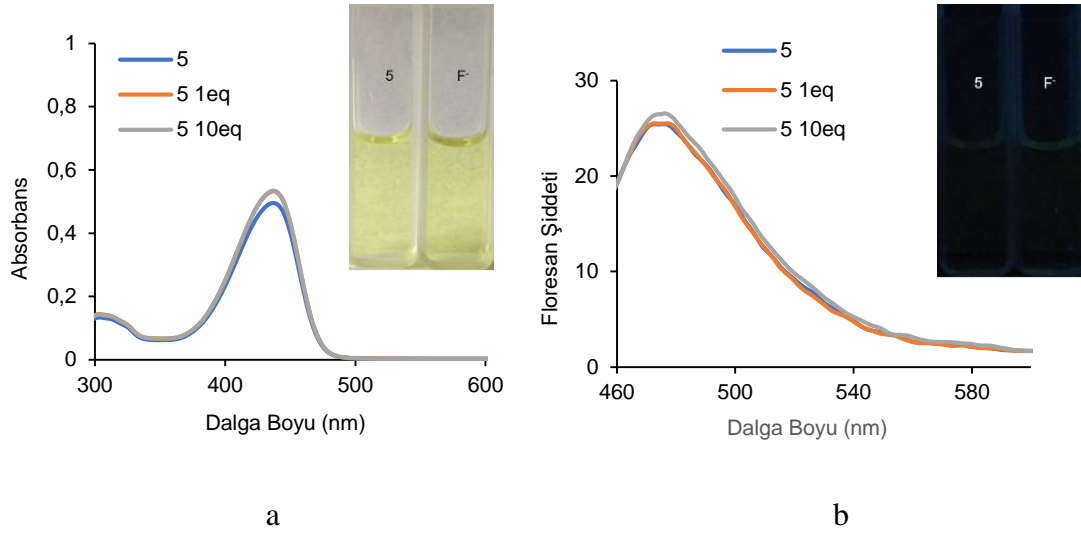 1
0,8
0,6
0,4
0,2
0
300
400
500
600
Absorbans
Dalga Boyu (nm)
5
5 1eq
5 10eq
5
F-
a
30
20
10
0
460
500
540
580
Floresan Şiddeti
Dalga Boyu (nm)
5
5 1eq
5 10eq
5
F-
b